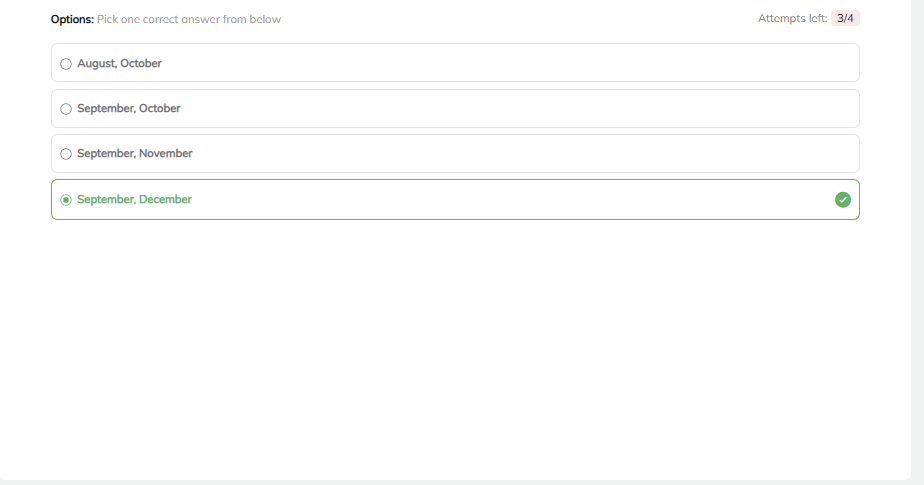 Options: Pick one correct answer from below
Attempts left: 3/4
August, October
September, October
September, November
September, December